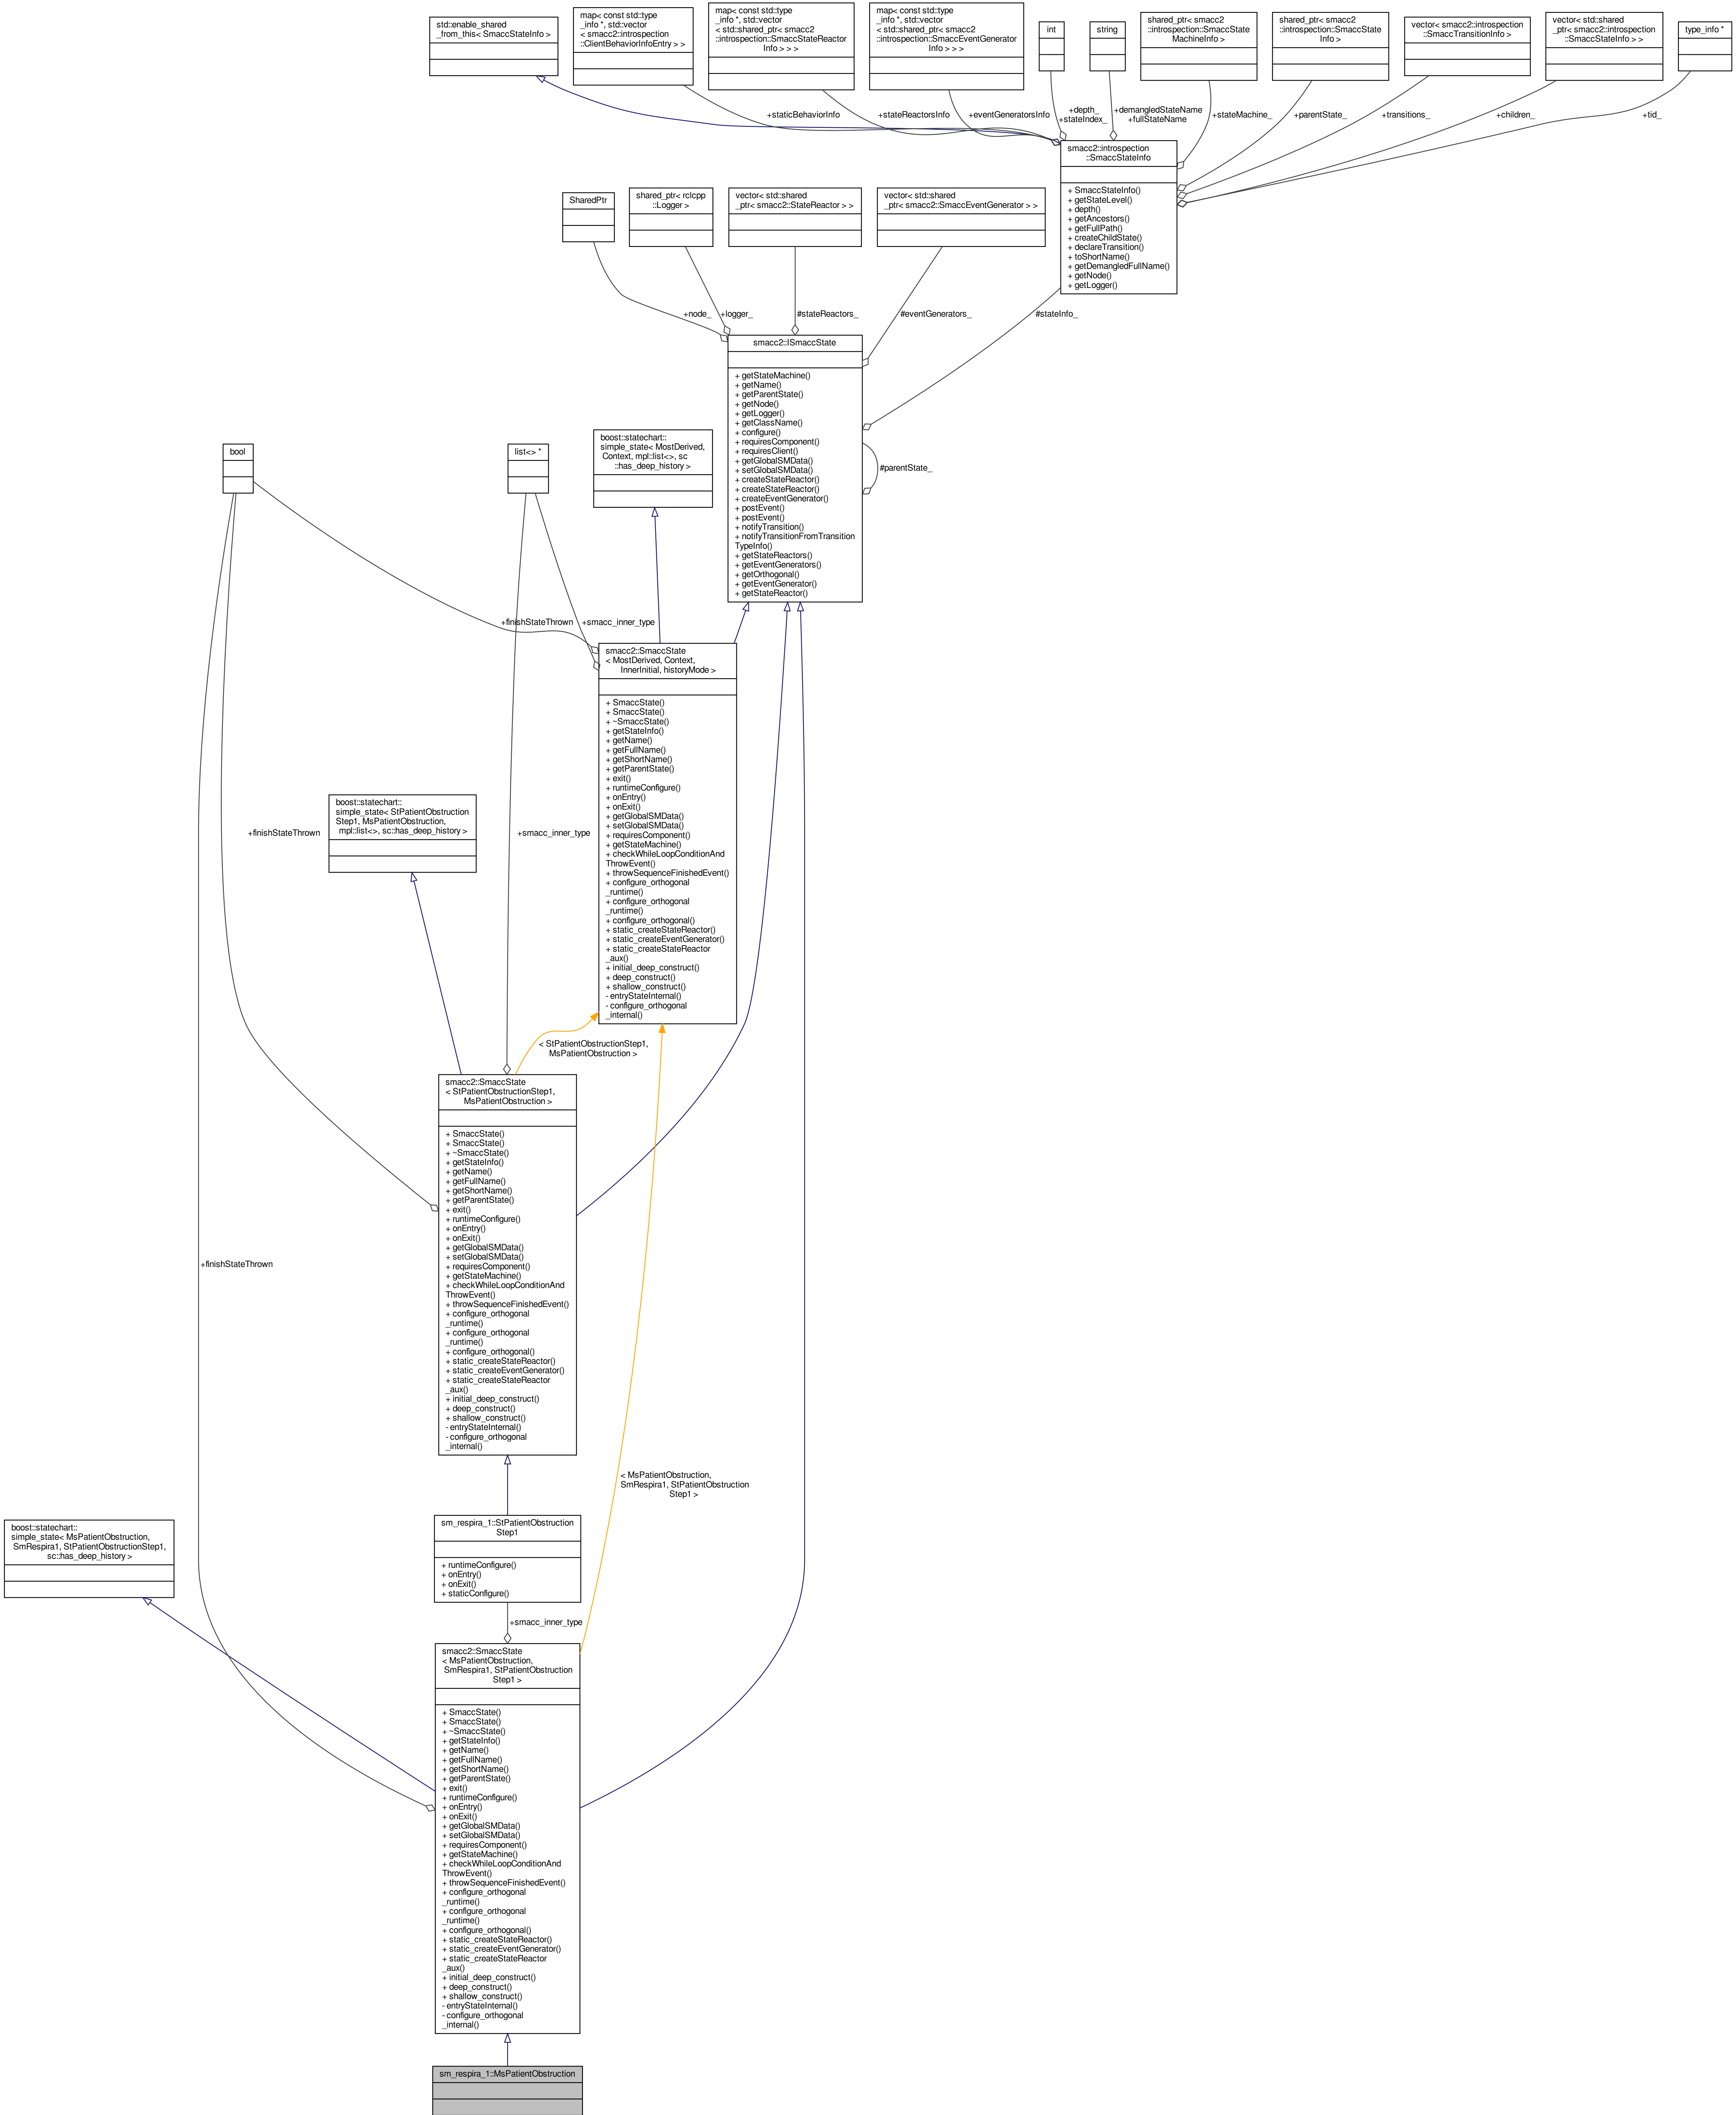 std::enable_shared
_from_this< SmaccStateInfo >
map< const std::type
_info *, std::vector
< smacc2::introspection
::ClientBehaviorInfoEntry > >
map< const std::type
_info *, std::vector
< std::shared_ptr< smacc2
::introspection::SmaccStateReactor
Info > > >
map< const std::type
_info *, std::vector
< std::shared_ptr< smacc2
::introspection::SmaccEventGenerator
Info > > >
int
string
shared_ptr< smacc2
::introspection::SmaccState
MachineInfo >
shared_ptr< smacc2
::introspection::SmaccState
Info >
vector< smacc2::introspection
::SmaccTransitionInfo >
vector< std::shared
_ptr< smacc2::introspection
::SmaccStateInfo > >
type_info *
+staticBehaviorInfo
+stateReactorsInfo
+eventGeneratorsInfo
+depth_
+stateIndex_
+demangledStateName
+fullStateName
+stateMachine_
+parentState_
+transitions_
+children_
+tid_
smacc2::introspection
::SmaccStateInfo
+ SmaccStateInfo()
+ getStateLevel()
+ depth()
+ getAncestors()
+ getFullPath()
+ createChildState()
+ declareTransition()
+ toShortName()
+ getDemangledFullName()
+ getNode()
+ getLogger()
SharedPtr
shared_ptr< rclcpp
::Logger >
vector< std::shared
_ptr< smacc2::StateReactor > >
vector< std::shared
_ptr< smacc2::SmaccEventGenerator > >
+node_
+logger_
#stateReactors_
#eventGenerators_
#stateInfo_
smacc2::ISmaccState
+ getStateMachine()
+ getName()
+ getParentState()
+ getNode()
+ getLogger()
+ getClassName()
+ configure()
+ requiresComponent()
+ requiresClient()
+ getGlobalSMData()
+ setGlobalSMData()
+ createStateReactor()
+ createStateReactor()
+ createEventGenerator()
+ postEvent()
+ postEvent()
+ notifyTransition()
+ notifyTransitionFromTransition
TypeInfo()
+ getStateReactors()
+ getEventGenerators()
+ getOrthogonal()
+ getEventGenerator()
+ getStateReactor()
#parentState_
bool
list<> *
boost::statechart::
simple_state< MostDerived,
Context, mpl::list<>, sc
::has_deep_history >
+finishStateThrown
+smacc_inner_type
smacc2::SmaccState
< MostDerived, Context,
InnerInitial, historyMode >
+ SmaccState()
+ SmaccState()
+ ~SmaccState()
+ getStateInfo()
+ getName()
+ getFullName()
+ getShortName()
+ getParentState()
+ exit()
+ runtimeConfigure()
+ onEntry()
+ onExit()
+ getGlobalSMData()
+ setGlobalSMData()
+ requiresComponent()
+ getStateMachine()
+ checkWhileLoopConditionAnd
ThrowEvent()
+ throwSequenceFinishedEvent()
+ configure_orthogonal
_runtime()
+ configure_orthogonal
_runtime()
+ configure_orthogonal()
+ static_createStateReactor()
+ static_createEventGenerator()
+ static_createStateReactor
_aux()
+ initial_deep_construct()
+ deep_construct()
+ shallow_construct()
- entryStateInternal()
- configure_orthogonal
_internal()
boost::statechart::
simple_state< StPatientObstruction
Step1, MsPatientObstruction,
mpl::list<>, sc::has_deep_history >
+finishStateThrown
+smacc_inner_type
< StPatientObstructionStep1,
MsPatientObstruction >
smacc2::SmaccState
< StPatientObstructionStep1,
MsPatientObstruction >
+ SmaccState()
+ SmaccState()
+ ~SmaccState()
+ getStateInfo()
+ getName()
+ getFullName()
+ getShortName()
+ getParentState()
+ exit()
+ runtimeConfigure()
+ onEntry()
+ onExit()
+ getGlobalSMData()
+ setGlobalSMData()
+ requiresComponent()
+ getStateMachine()
+ checkWhileLoopConditionAnd
ThrowEvent()
+ throwSequenceFinishedEvent()
+ configure_orthogonal
_runtime()
+ configure_orthogonal
_runtime()
+ configure_orthogonal()
+ static_createStateReactor()
+ static_createEventGenerator()
+ static_createStateReactor
_aux()
+ initial_deep_construct()
+ deep_construct()
+ shallow_construct()
- entryStateInternal()
- configure_orthogonal
_internal()
+finishStateThrown
< MsPatientObstruction,
SmRespira1, StPatientObstruction
Step1 >
boost::statechart::
simple_state< MsPatientObstruction,
SmRespira1, StPatientObstructionStep1,
sc::has_deep_history >
sm_respira_1::StPatientObstruction
Step1
+ runtimeConfigure()
+ onEntry()
+ onExit()
+ staticConfigure()
+smacc_inner_type
smacc2::SmaccState
< MsPatientObstruction,
SmRespira1, StPatientObstruction
Step1 >
+ SmaccState()
+ SmaccState()
+ ~SmaccState()
+ getStateInfo()
+ getName()
+ getFullName()
+ getShortName()
+ getParentState()
+ exit()
+ runtimeConfigure()
+ onEntry()
+ onExit()
+ getGlobalSMData()
+ setGlobalSMData()
+ requiresComponent()
+ getStateMachine()
+ checkWhileLoopConditionAnd
ThrowEvent()
+ throwSequenceFinishedEvent()
+ configure_orthogonal
_runtime()
+ configure_orthogonal
_runtime()
+ configure_orthogonal()
+ static_createStateReactor()
+ static_createEventGenerator()
+ static_createStateReactor
_aux()
+ initial_deep_construct()
+ deep_construct()
+ shallow_construct()
- entryStateInternal()
- configure_orthogonal
_internal()
sm_respira_1::MsPatientObstruction